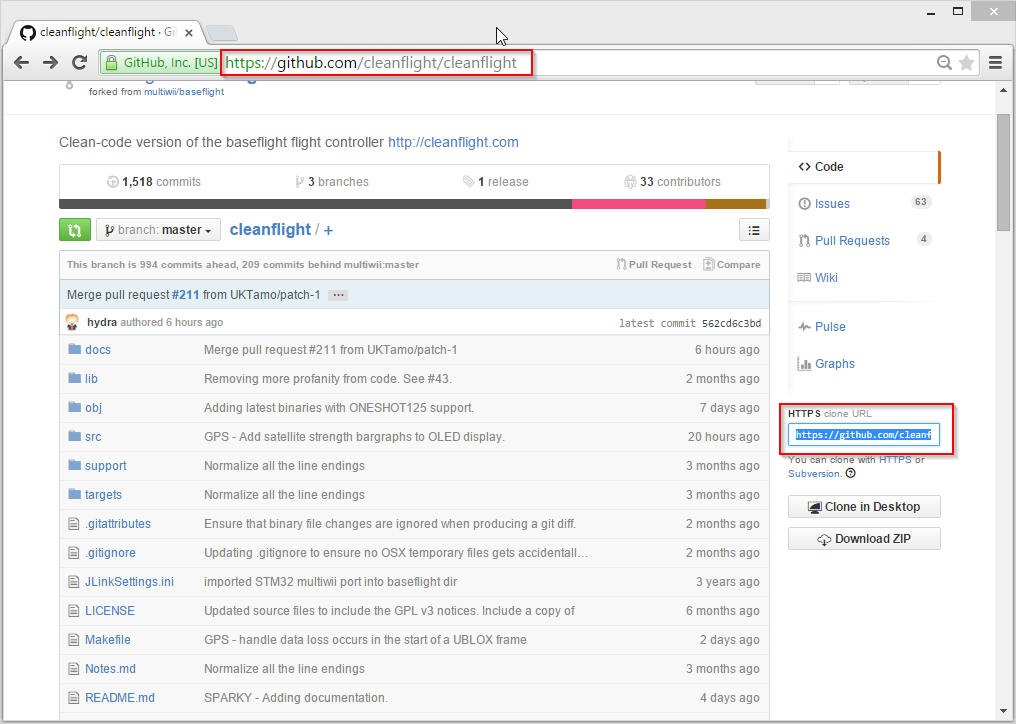 cleanflight/cleanflight · Gi
GitHub, Inc. [US]
https://github.com/cleanflight/cleanflight
forked from multiwii/baseflight
Clean-code version of the baseflight flight controller http://cleanflight.com
1,518 commits 3 branches 1 release 33 contributors
branch: master
cleanflight / +
This branch is 994 commits ahead, 209 commits behind multiwii:master Pull Request Compare
Merge pull request #211 from UKTamo/patch-1 ...
hydra authored 6 hours ago latest commit 562cd6c3bd
docs Merge pull request #211 from UKTamo/patch-1 6 hours ago
lib Removing more profanity from code. See #43. 2 months ago
obj Adding latest binaries with ONESHOT125 support. 7 days ago
src GPS - Add satellite strength bargraphs to OLED display. 20 hours ago
support Normalize all the line endings 3 months ago
targets Normalize all the line endings 3 months ago
.gitattributes Ensure that binary file changes are ignored when producing a git diff. 2 months ago
.gitignore Updating .gitignore to ensure no OSX temporary files gets accidentall… 2 months ago
JLinkSettings.ini imported STM32 multiwii port into baseflight dir 3 years ago
LICENSE Updated source files to include the GPL v3 notices. Include a copy of 6 months ago
Makefile GPS - handle data loss occurs in the start of a UBLOX frame 2 days ago
Notes.md Normalize all the line endings 3 months ago
README.md SPARKY - Adding documentation. 4 days ago
Code
Issues 63
Pull Requests 4
Wiki
Pulse
Graphs
HTTPS clone URL
https://github.com/cleanf
You can clone with HTTPS or
Subversion.
Clone in Desktop
Download ZIP